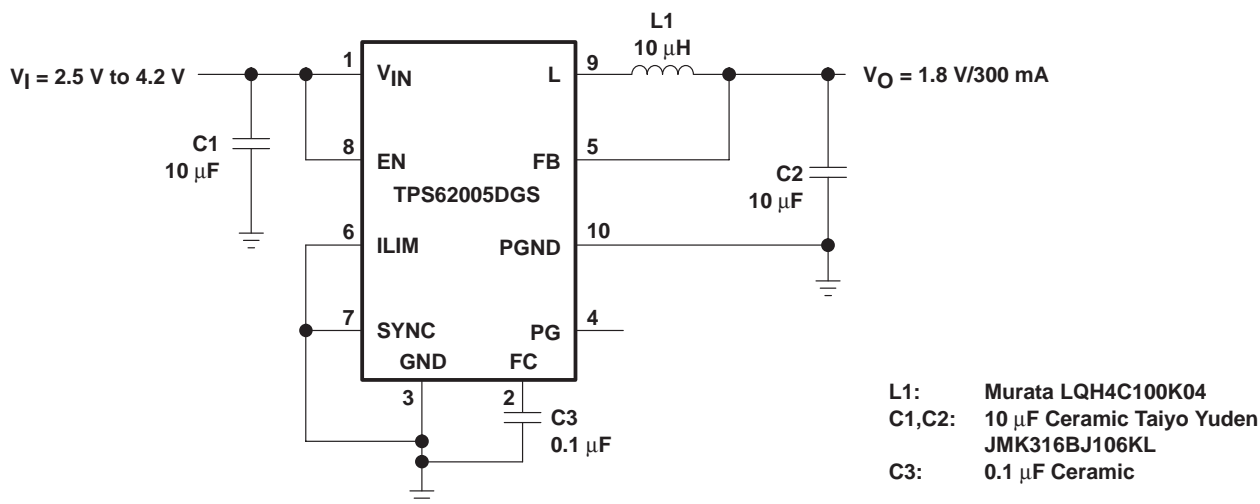 L1
10 μH
1
VIN
L
9
VI = 2.5 V to 4.2 V
VO = 1.8 V/300 mA
C1
10 μF
8
EN
FB
5
C2
10 μF
TPS62005DGS
6
ILIM
PGND
10
7
SYNC
PG
4
GND
FC
3
2
C3
0.1 μF
L1: Murata LQH4C100K04
C1,C2: 10 μF Ceramic Taiyo Yuden
JMK316BJ106KL
C3: 0.1 μF Ceramic